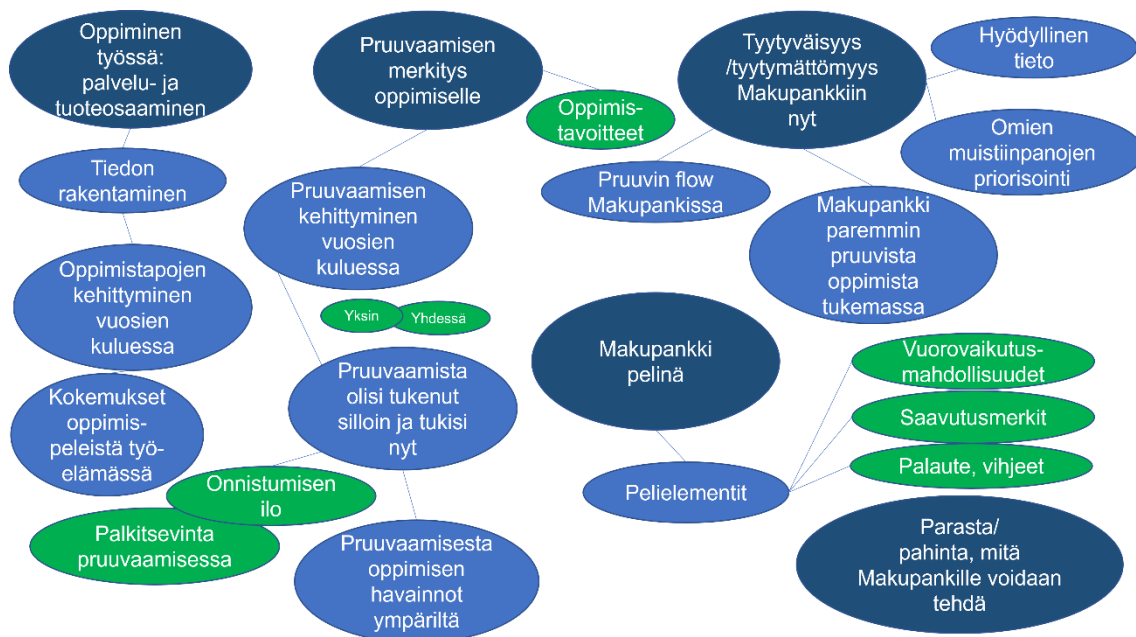 Oppiminen
työssä:
palvelu- ja
tuoteosaaminen
Tiedon
rakentaminen
Oppimistapojen
kehittyminen
vuosien
kuluessa
Kokemukset
oppimis-
peleistä työ-
elämässä
Pruuvaamisen
merkitys
oppimiselle
Oppimis-
tavoitteet
Pruuvaamisen
kehittyminen
vuosien
kuluessa
Yksin
Yhdessä
Pruuvaamista
olisi tukenut
silloin ja tukisi
nyt
Onnistumisen
ilo
Palkitsevinta
pruuvaamisessa
Pruuvaamisesta
oppimisen
havainnot
ympäriltä
Tyytyväisyys
/tyytymättömyys
Makupankkiin
nyt
Hyödyllinen
tieto
Omien
muistiinpanojen
priorisointi
Pruuvin flow
Makupankissa
Makupankki
paremmin
pruuvista
oppimista
tukemassa
Makupankki
pelinä
Pelielementit
Vuorovaikutus-
mahdollisuudet
Saavutusmerkit
Palaute, vihjeet
Parasta/
pahinta, mitä
Makupankille voidaan
tehdä